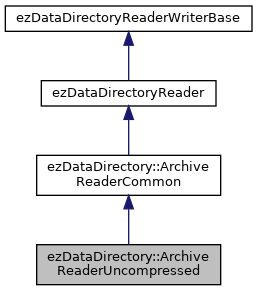 ezDataDirectoryReaderWriterBase
ezDataDirectoryReader
ezDataDirectory::Archive
ReaderCommon
ezDataDirectory::Archive
ReaderUncompressed